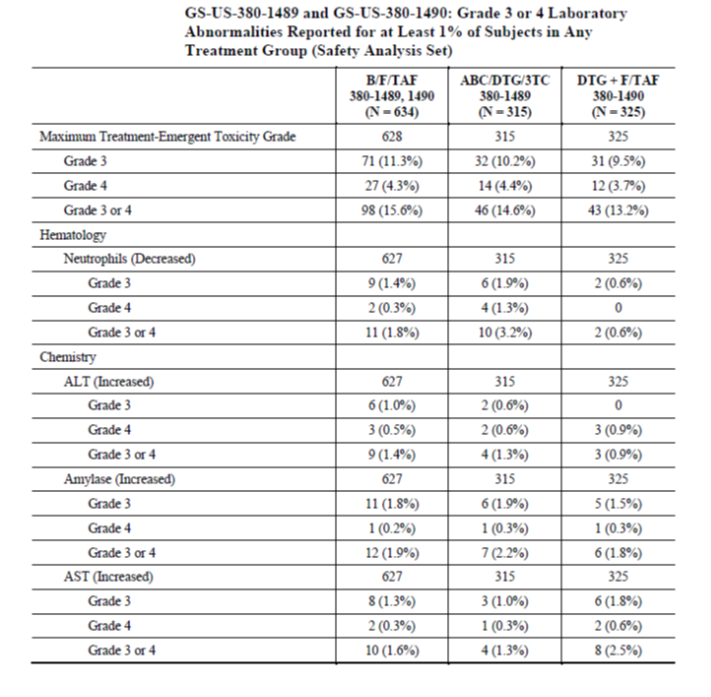 GS-US-380-1489 and GS-US-380-1490: Grade 3 or 4 Laboratory
Abnormalities Reported for at Least 1% of Subjects in Any
Treatment Group (Safety Analysis Set)
B/F/TAF ABC/DTG/3TC DTG + F/TAF
380-1489, 1490 380-1489 380-1490
(N = 634) (N = 315) (N = 325)
Maximum Treatment-Emergent Toxicity Grade 628 315 325
Grade 3 71 (11.3%) 32 (10.2%) 31 (9.5%)
Grade 4 27 (4.3%) 14 (4.4%) 12 (3.7%)
Grade 3 or 4 98 (15.6%) 46 (14.6%) 43 (13.2%)
Hematology
Neutrophils (Decreased) 627 315 325
Grade 3 9 (1.4%) 6 (1.9%) 2 (0.6%)
Grade 4 2 (0.3%) 4 (1.3%) 0
Grade 3 or 4 11 (1.8%) 10 (3.2%) 2 (0.6%)
Chemistry
ALT (Increased) 627 315 325
Grade 3 6 (1.0%) 2 (0.6%) 0
Grade 4 3 (0.5%) 2 (0.6%) 3 (0.9%)
Grade 3 or 4 9 (1.4%) 4 (1.3%) 3 (0.9%)
Amylase (Increased) 627 315 325
Grade 3 11 (1.8%) 6 (1.9%) 5 (1.5%)
Grade 4 1 (0.2%) 1 (0.3%) 1 (0.3%)
Grade 3 or 4 12 (1.9%) 7 (2.2%) 6 (1.8%)
AST (Increased) 627 315 325
Grade 3 8 (1.3%) 3 (1.0%) 6 (1.8%)
Grade 4 2 (0.3%) 1 (0.3%) 2 (0.6%)
Grade 3 or 4 10 (1.6%) 4 (1.3%) 8 (2.5%)